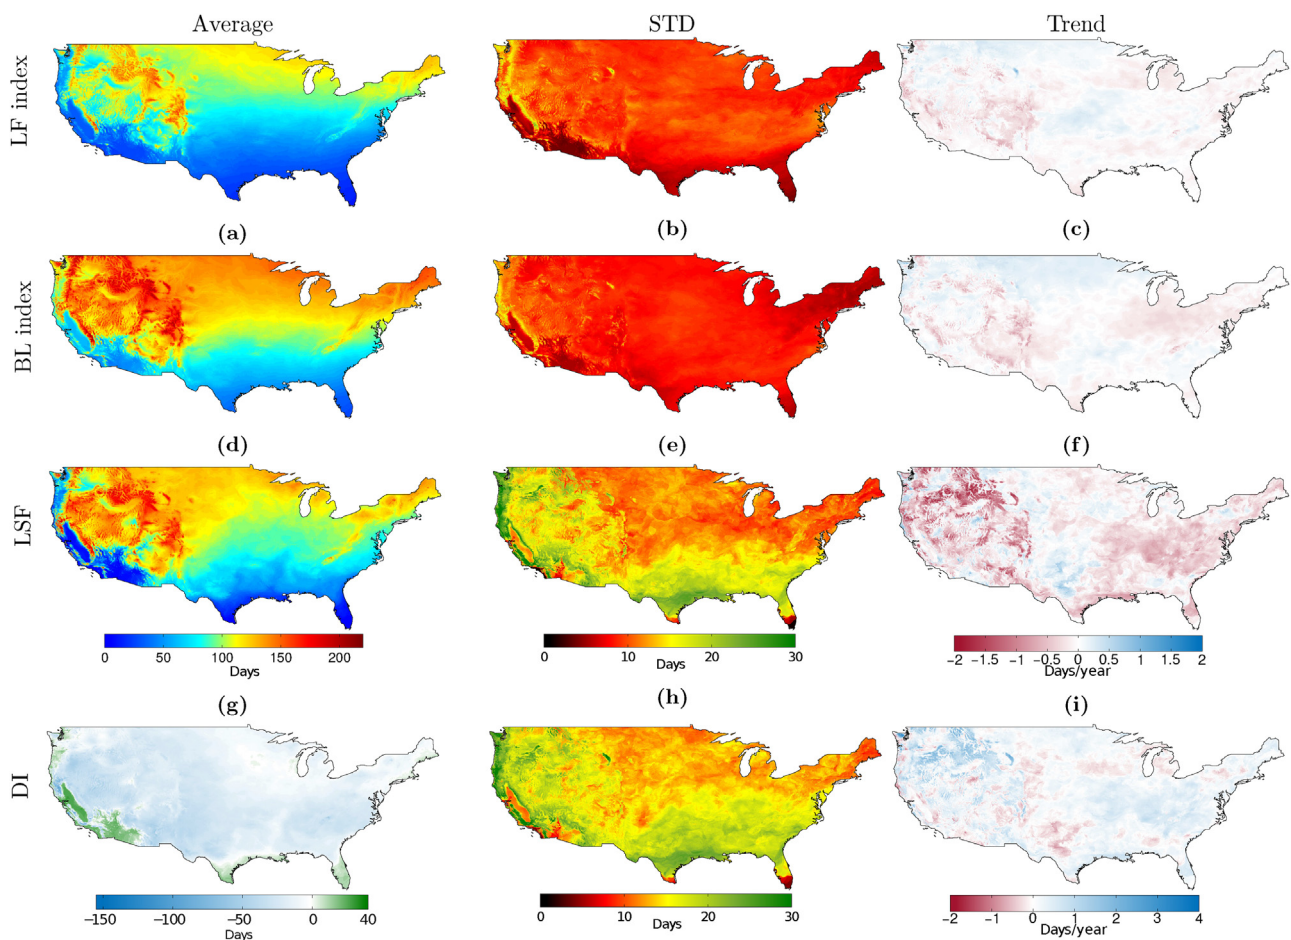 Average STD Trend
LF index
(a) (b) (c)
BL index
(d) (e) (f)
LSF
0 50 100 150 200
Days
0 10 20 30
Days
−2 −1.5 −1 −0.5 0 0.5 1 1.5 2
Days/year
(g) (h) (i)
DI
−150 −100 −50 0 40
Days
0 10 20 30
Days
−2 −1 0 1 2 3 4
Days/year